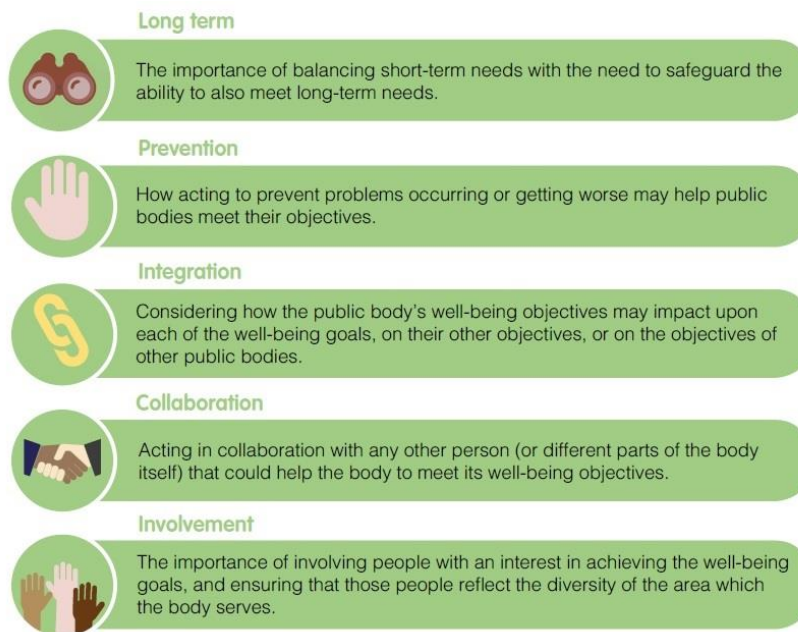 Long term
The importance of balancing short-term needs with the need to safeguard the
ability to also meet long-term needs.
Prevention
How acting to prevent problems occurring or getting worse may help public
bodies meet their objectives.
Integration
Considering how the public body's well-being objectives may impact upon
each of the well-being goals, on their other objectives, or on the objectives of
other public bodies.
Collaboration
Acting in collaboration with any other person (or different parts of the body
itself) that could help the body to meet its well-being objectives.
Involvement
The importance of involving people with an interest in achieving the well-being
goals, and ensuring that those people reflect the diversity of the area which
the body serves.